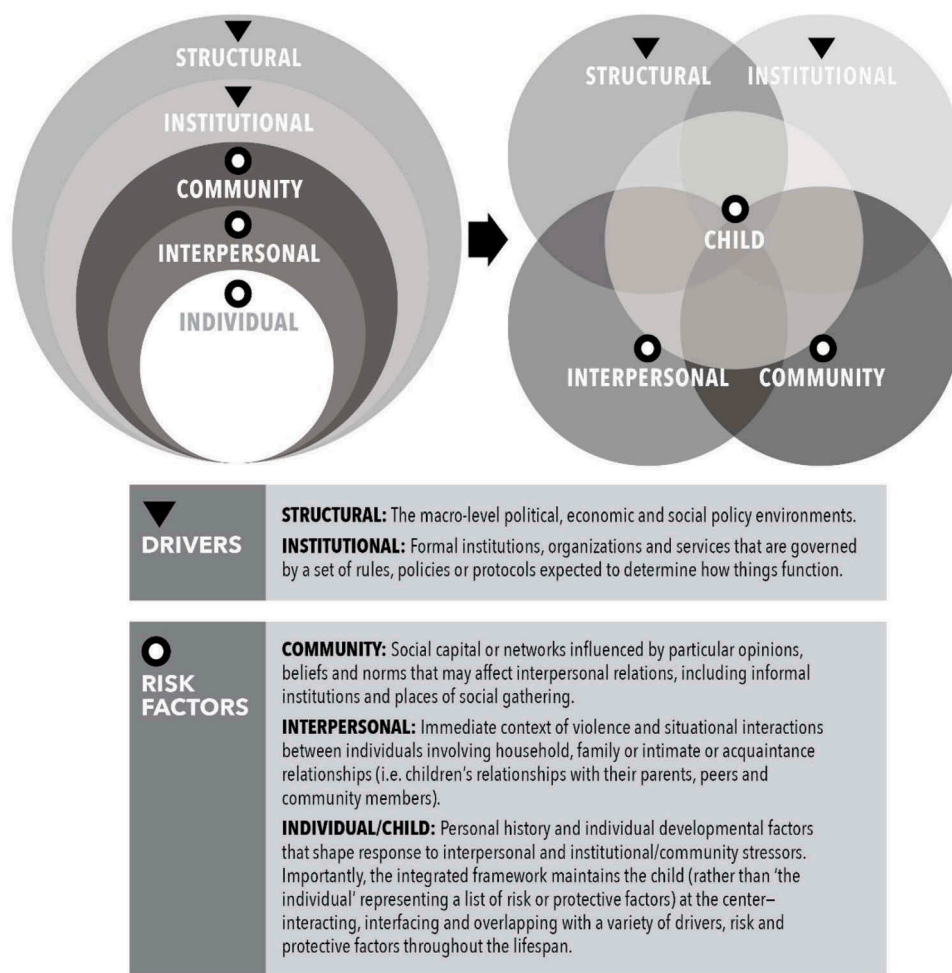 STRUCTURAL
INSTITUTIONAL
COMMUNITY
INTERPERSONAL
INDIVIDUAL
STRUCTURAL
INSTITUTIONAL
CHILD
INTERPERSONAL
COMMUNITY
DRIVERS
STRUCTURAL: The macro-level political, economic and social policy environments.
INSTITUTIONAL: Formal institutions, organizations and services that are governed
by a set of rules, policies or protocols expected to determine how things function.
RISK
FACTORS
COMMUNITY: Social capital or networks influenced by particular opinions,
beliefs and norms that may affect interpersonal relations, including informal
institutions and places of social gathering.
INTERPERSONAL: Immediate context of violence and situational interactions
between individuals involving household, family or intimate or acquaintance
relationships (i.e. children's relationships with their parents, peers and
community members).
INDIVIDUAL/CHILD: Personal history and individual developmental factors
that shape response to interpersonal and institutional/community stressors.
Importantly, the integrated framework maintains the child (rather than ‘the
individual’ representing a list of risk or protective factors) at the center—
interacting, interfacing and overlapping with a variety of drivers, risk and
protective factors throughout the lifespan.